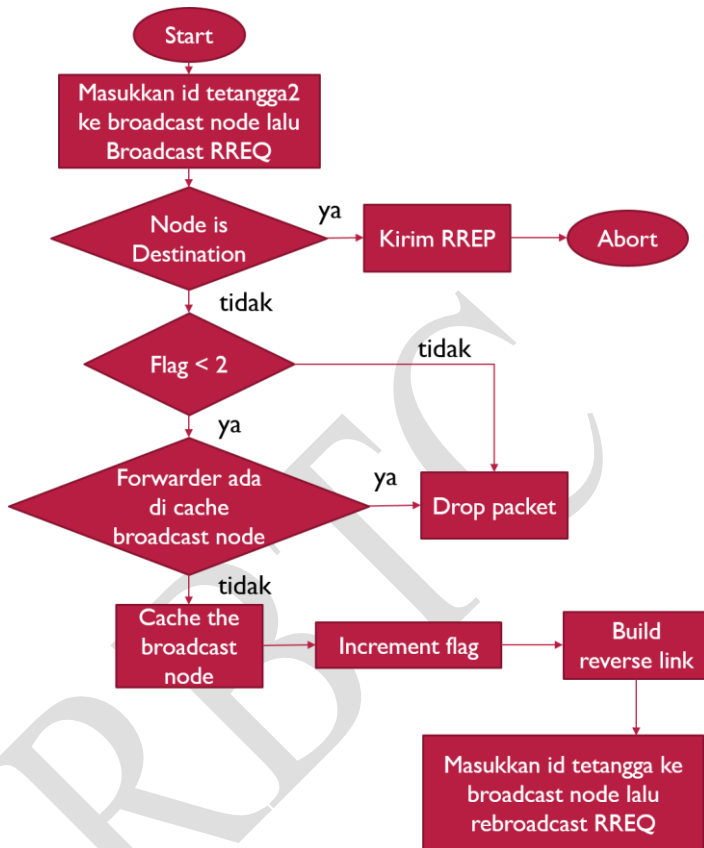 Start
Masukkan id tetangga2
ke broadcast node lalu
Broadcast RREQ
Node is
Destination
ya
Kirim RREP
Abort
tidak
Flag < 2
tidak
ya
Forwarder ada
di cache
broadcast node
ya
Drop packet
tidak
Cache the
broadcast
node
Increment flag
Build
reverse link
Masukkan id tetangga ke
broadcast node lalu
rebroadcast RREQ
RBTC